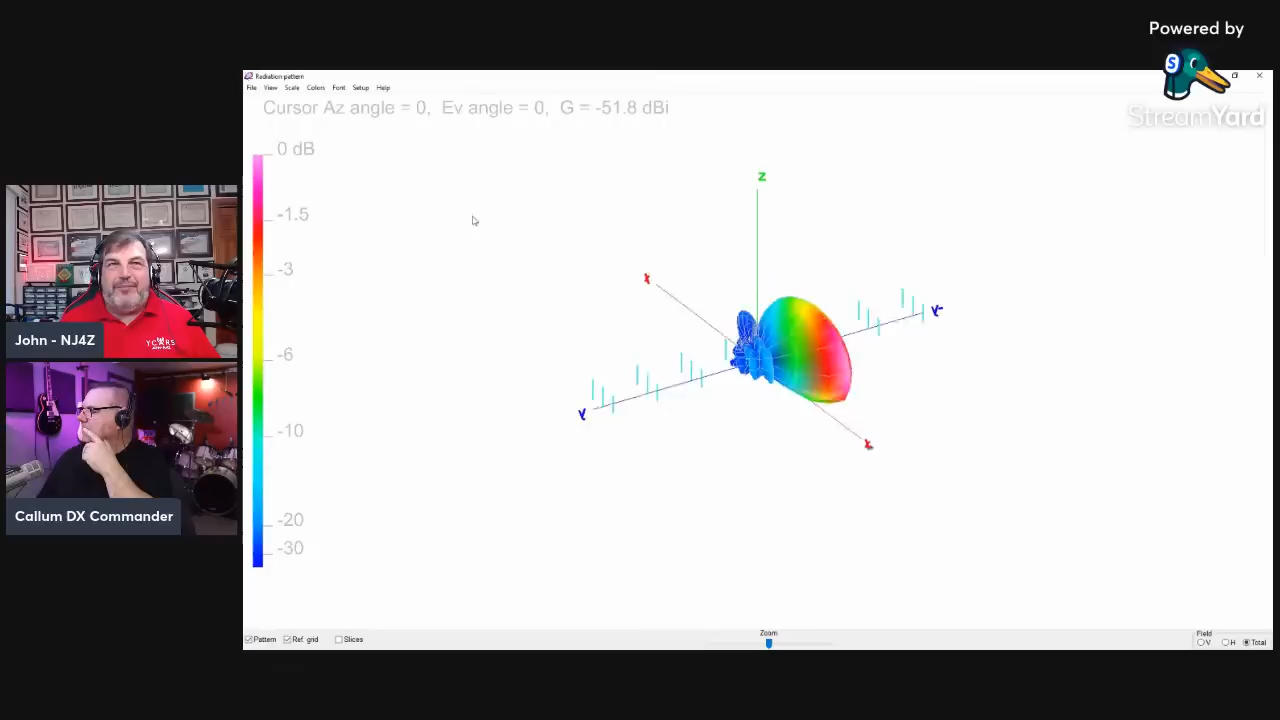 Powered by
StreamYard
Radiation pattern
File View Scale Colors Font Setup Help
Cursor Az angle = 0, Ev angle = 0, G = -51.8 dBi
0 dB
-1.5
-3
-6
-10
-20
-30
Z
X
Y
Y
X
John - NJ4Z
Callum DX Commander
Pattern Ref. grid Slices
Zoom
Field
V H Total